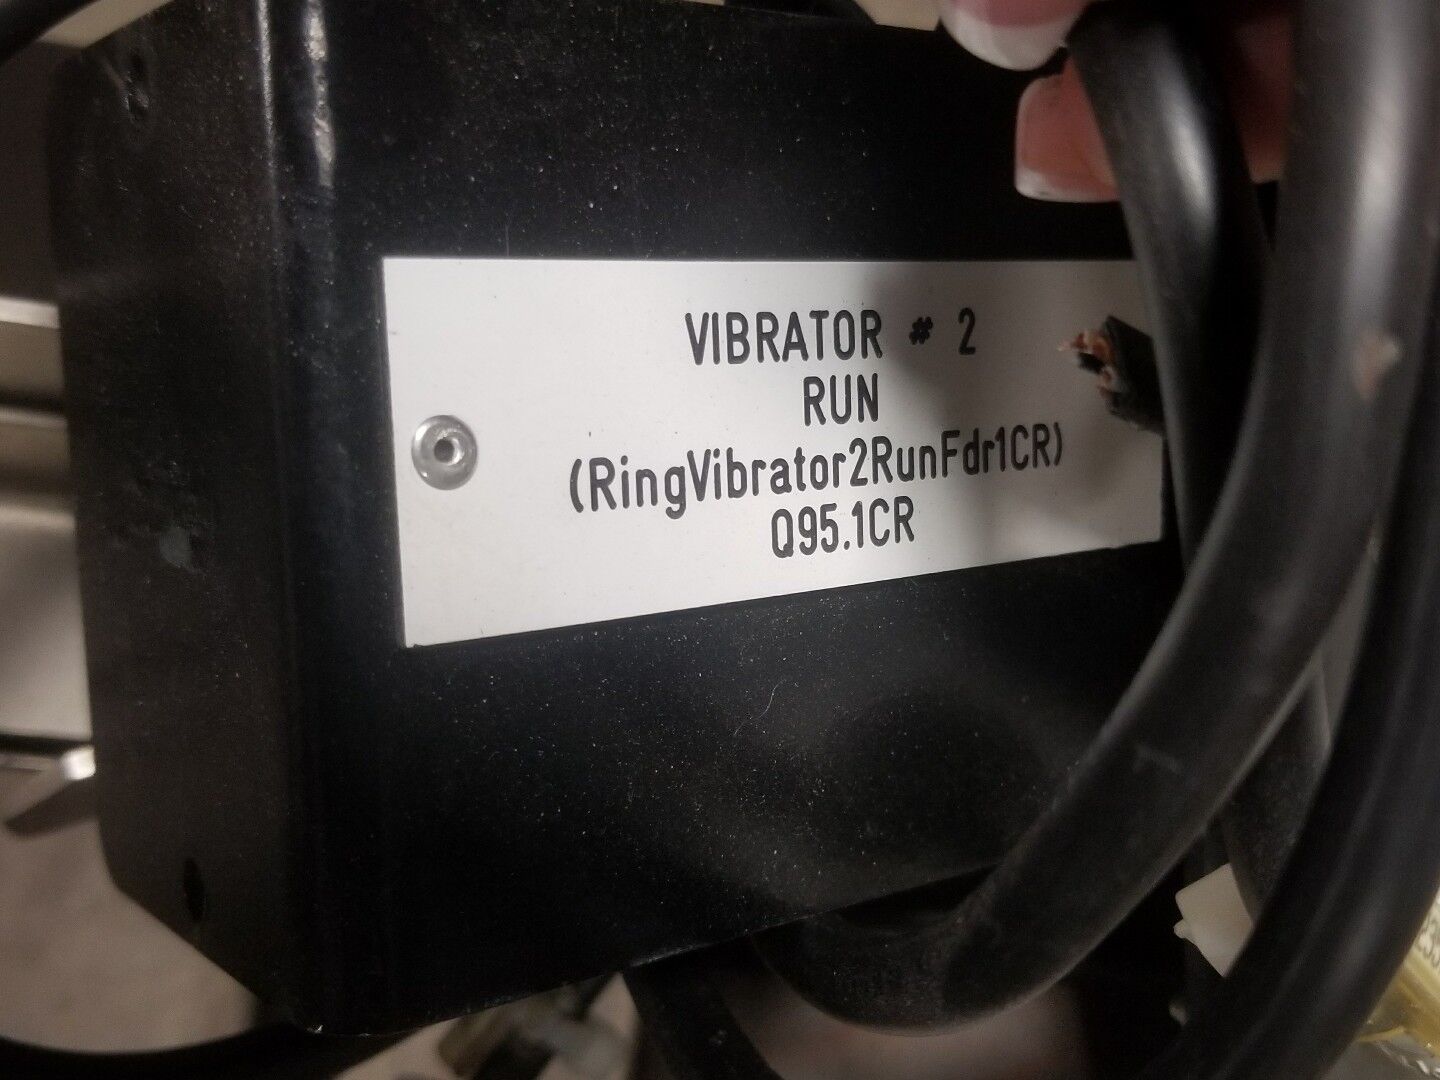 VIBRATOR # 2
RUN
(RingVibrator2RunFdr1CR)
Q95.1CR